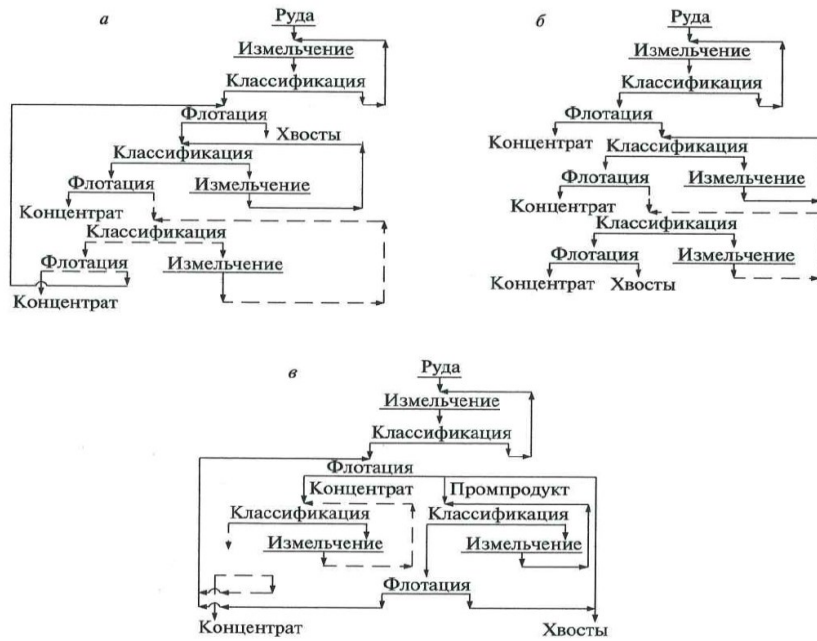 а
Руда
Измельчение
Классификация
Флотация
Хвосты
Классификация
Флотация Измельчение
Концентрат
Классификация
Флотация Измельчение
Концентрат
б
Руда
Измельчение
Классификация
Флотация
Концентрат Классификация
Флотация Измельчение
Концентрат
Классификация
Флотация Измельчение
Концентрат Хвосты
в
Руда
Измельчение
Классификация
Флотация
Концентрат Промпродукт
Классификация Классификация
Измельчение Измельчение
Флотация
Концентрат Хвосты